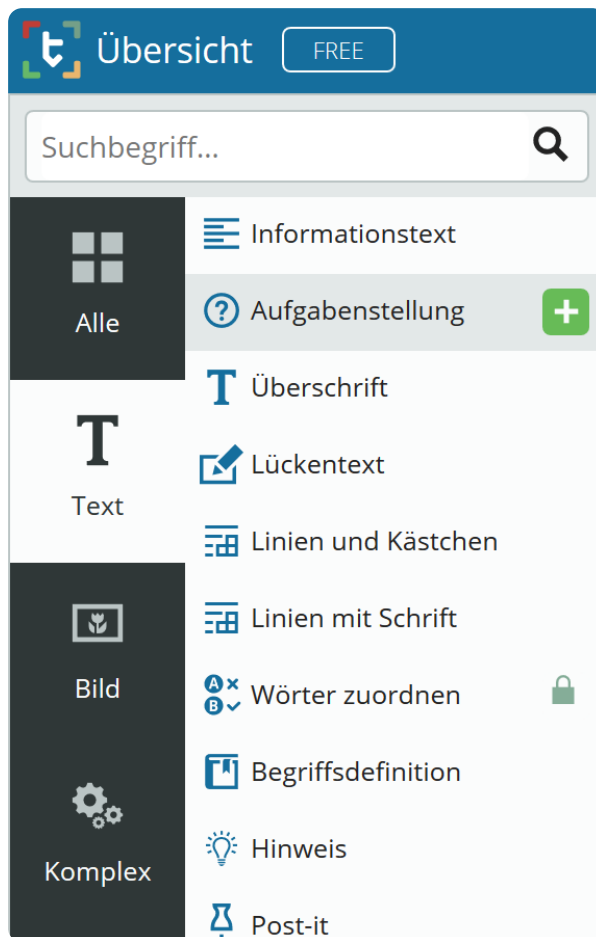 Übersicht FREE
Suchbegriff...
Alle
Text
Bild
Komplex
Informationstext
Aufgabenstellung
Überschrift
Lückentext
Linien und Kästchen
Linien mit Schrift
Wörter zuordnen
Begriffsdefinition
Hinweis
Post-it